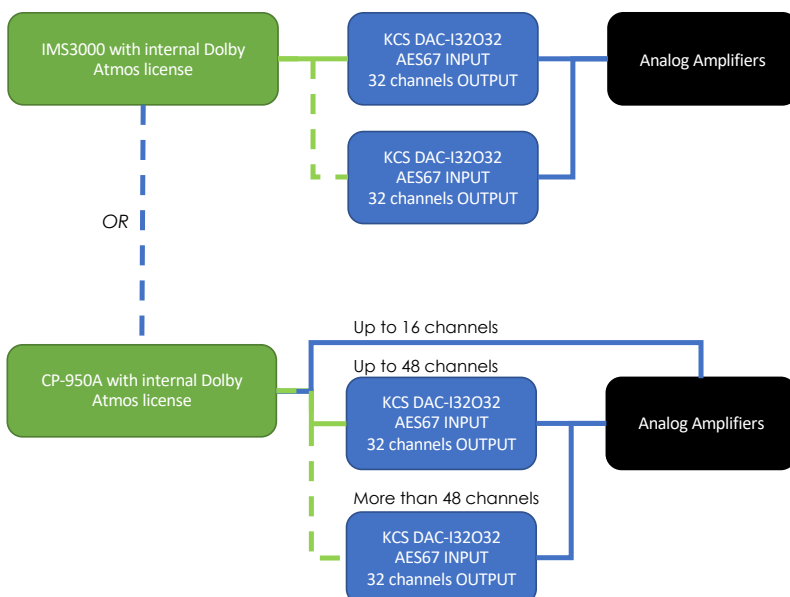 IMS3000 with internal Dolby
Atmos license
KCS DAC-I32O32
AES67 INPUT
32 channels OUTPUT
Analog Amplifiers
KCS DAC-I32O32
AES67 INPUT
32 channels OUTPUT
OR
Up to 16 channels
CP-950A with internal Dolby
Atmos license
Up to 48 channels
KCS DAC-I32O32
AES67 INPUT
32 channels OUTPUT
Analog Amplifiers
More than 48 channels
KCS DAC-I32O32
AES67 INPUT
32 channels OUTPUT